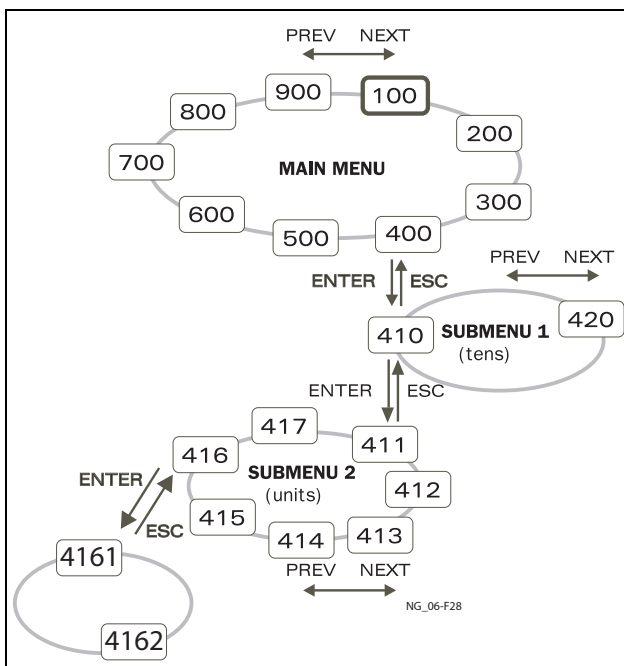 PREV NEXT
900 100
800 200
700 MAIN MENU
600 300
500 400
ENTER ESC
PREV NEXT
410 SUBMENU 1 420
(tens)
ENTER ESC
417 411
416 SUBMENU 2 412
(units)
415 413
414
ENTER
ESC
PREV NEXT
4161
4162
NG_06-F28